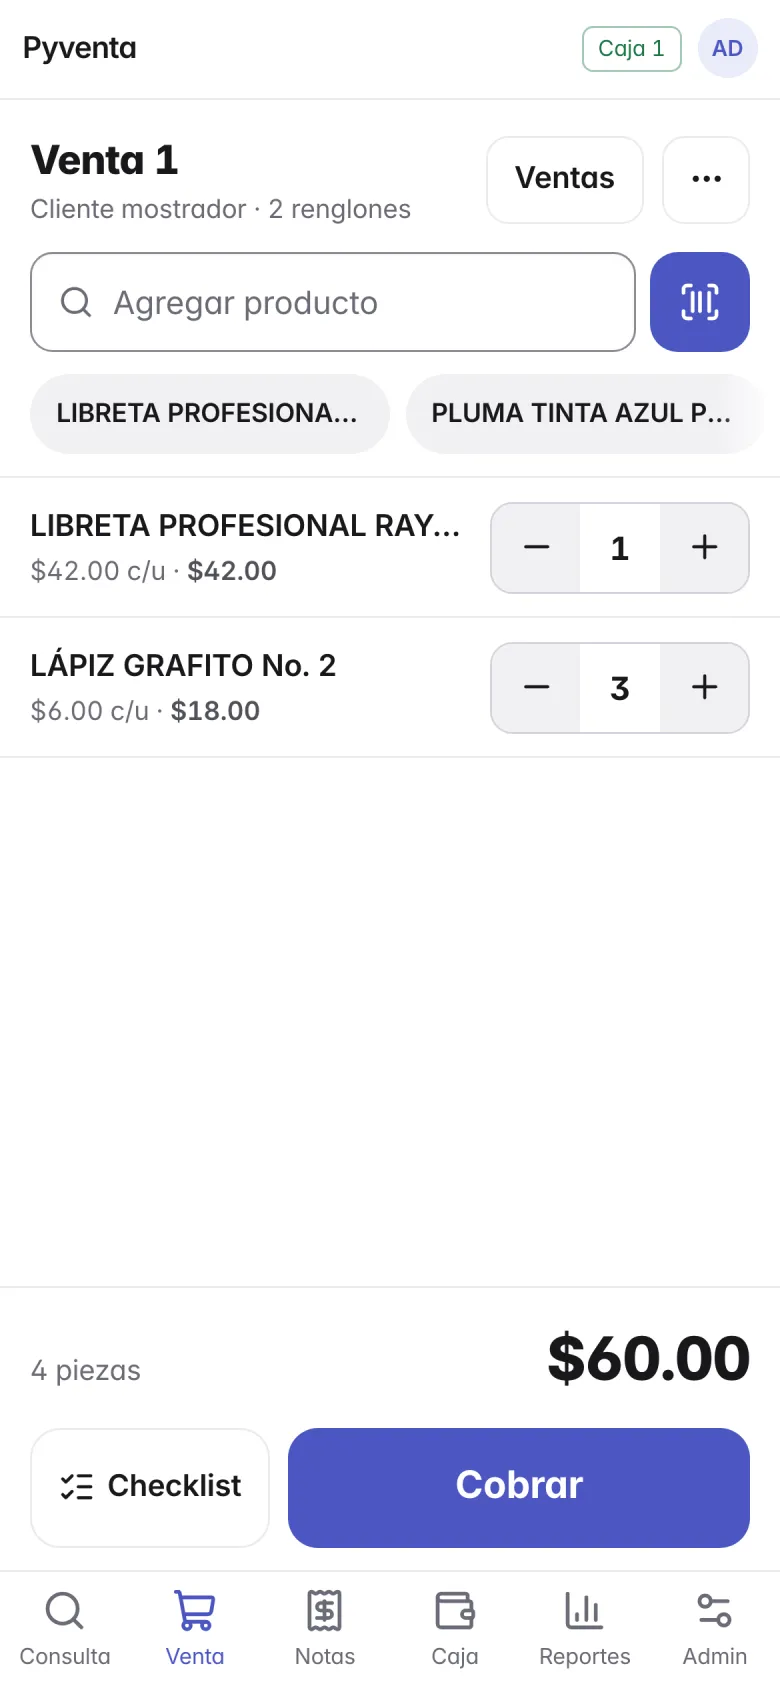 Pyventa
Caja 1
AD
Venta 1
Cliente mostrador · 2 renglones
Ventas
...
Agregar producto
LIBRETA PROFESIONA...
PLUMA TINTA AZUL P...
LIBRETA PROFESIONAL RAY...
$42.00 c/u · $42.00
− 1 +
LÁPIZ GRAFITO No. 2
$6.00 c/u · $18.00
− 3 +
4 piezas
$60.00
Checklist
Cobrar
Consulta
Venta
Notas
Caja
Reportes
Admin